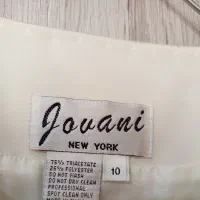 Jovani
NEW YORK
10
75% TRIACETATE
25% POLYESTER
DO NOT WASH
DO NOT DRY CLEAN
PROFESSIONAL
SPOT CLEAN ONLY